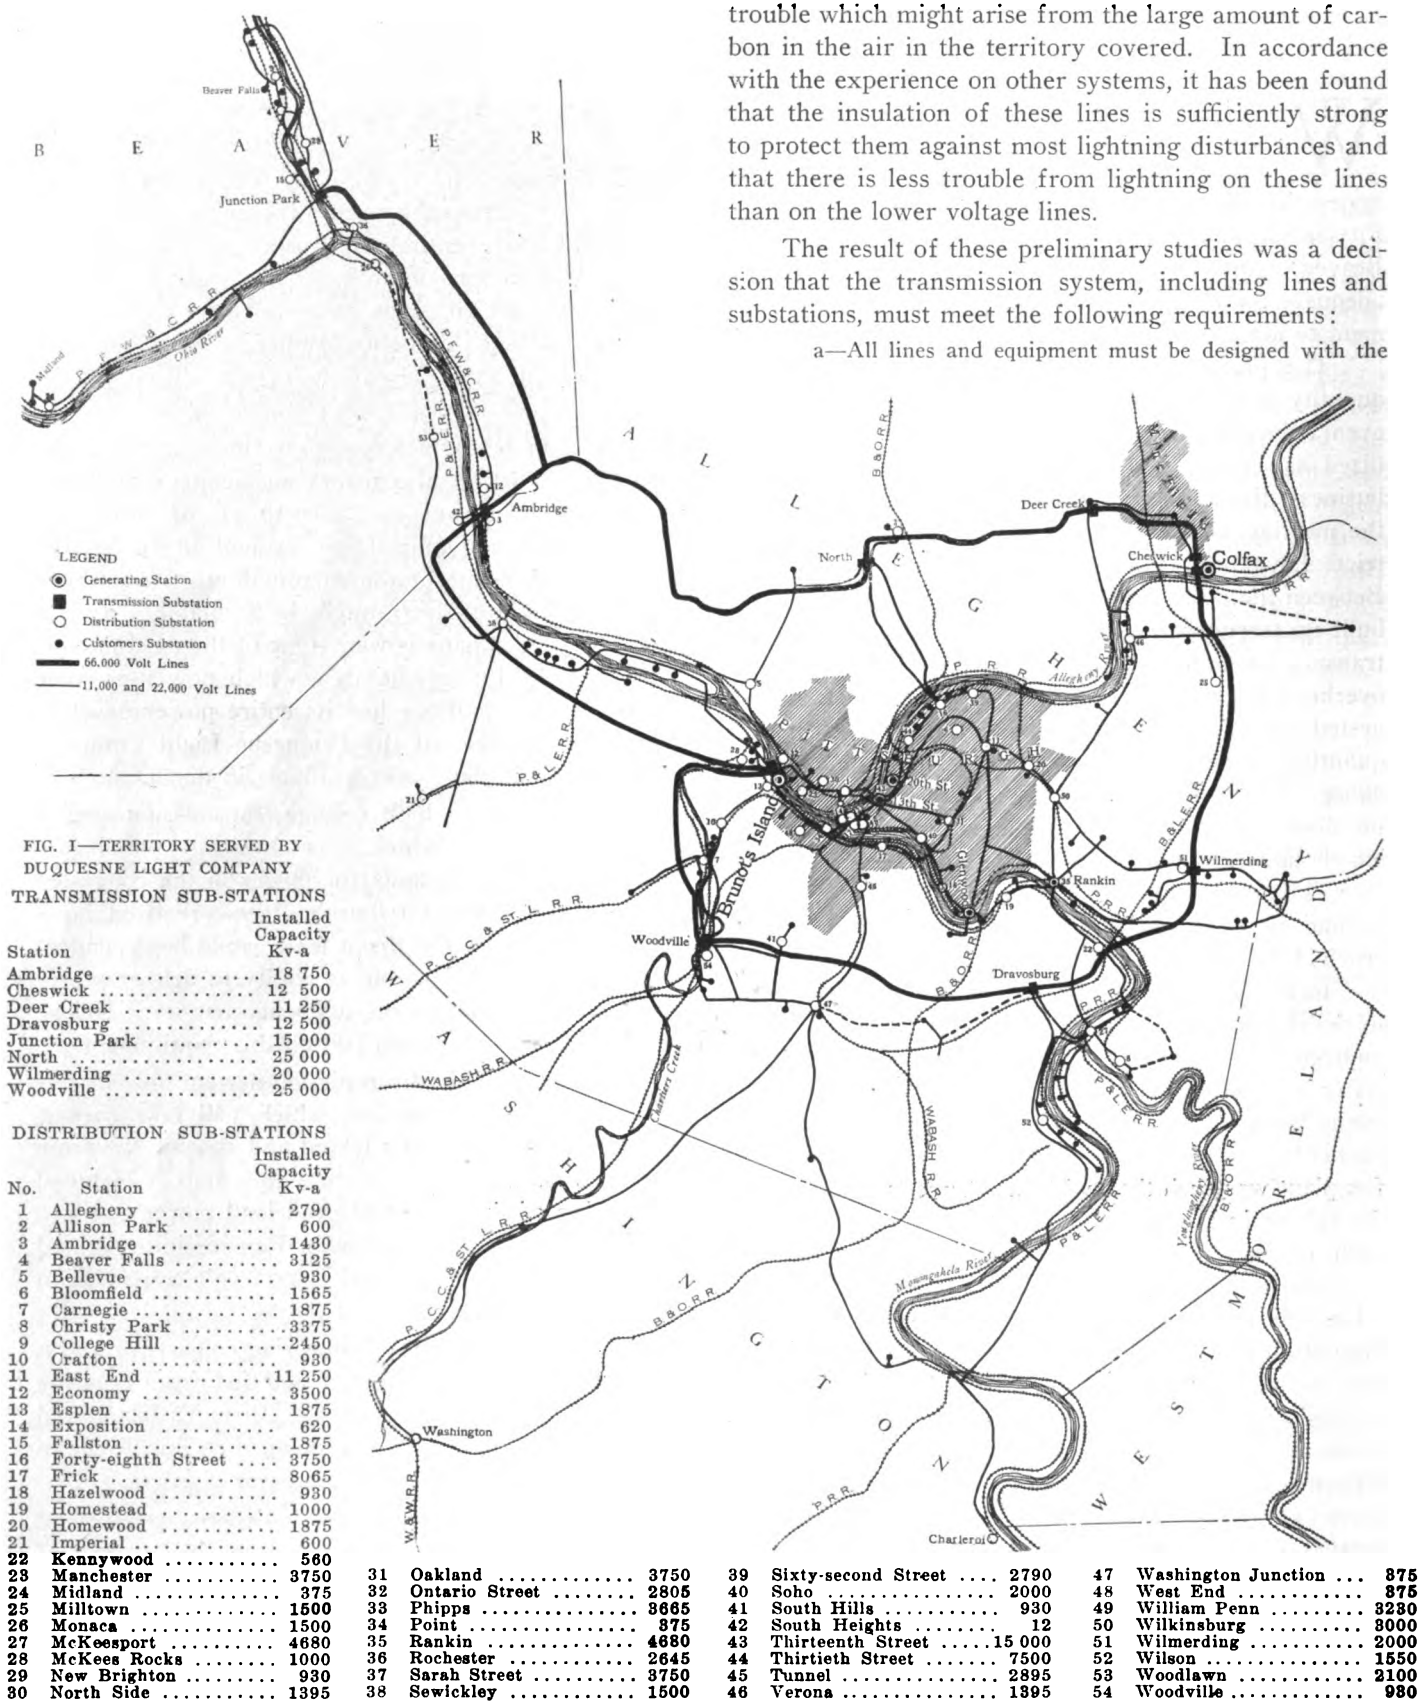 trouble which might arise from the large amount of car-
bon in the air in the territory covered. In accordance
with the experience on other systems, it has been found
that the insulation of these lines is sufficiently strong
to protect them against most lightning disturbances and
that there is less trouble from lightning on these lines
than on the lower voltage lines.
The result of these preliminary studies was a deci-
sion that the transmission system, including lines and
substations, must meet the following requirements:
a—All lines and equipment must be designed with the
Beaver Falls
B E A V E R
Junction Park
P. F. W. & C. R. R.
Ohio River
Midland
P. F. W. & C. R. R.
P. & L. E. R. R.
Ambridge
A L L E G H E N Y
B & O R R
Deer Creek
North
Cheswick
Colfax
P R R
P. R. R.
Allegheny River
LEGEND
Generating Station
Transmission Substation
Distribution Substation
Customers Substation
66,000 Volt Lines
11,000 and 22,000 Volt Lines
P & L E R R
20th St.
13th St.
Brunot's Island
Glenwood
Rankin
B & L E R R
Wilmerding
P. R. R.
Woodville
Dravosburg
B & O R R
P. C. C. & ST. L. R. R.
WABASH R. R.
Chartiers Creek
W A S H I N G T O N
WABASH R R
P R R
P & L E R R
Youghiogheny River
B & O R R
P & L E R R
Monongahela River
W E S T M O R E L A N D
P. C. C. & ST. L. R. R.
B & O R R
Washington
W & W R R
P. R. R.
Charleroi
FIG. I—TERRITORY SERVED BY
DUQUESNE LIGHT COMPANY
TRANSMISSION SUB-STATIONS
Installed
Capacity
Station Kv-a
Ambridge 18 750
Cheswick 12 500
Deer Creek 11 250
Dravosburg 12 500
Junction Park 15 000
North 25 000
Wilmerding 20 000
Woodville 25 000
DISTRIBUTION SUB-STATIONS
Installed
Capacity
No. Station Kv-a
1 Allegheny 2790
2 Allison Park 600
3 Ambridge 1430
4 Beaver Falls 3125
5 Bellevue 930
6 Bloomfield 1565
7 Carnegie 1875
8 Christy Park 3375
9 College Hill 2450
10 Crafton 930
11 East End 11 250
12 Economy 3500
13 Esplen 1875
14 Exposition 620
15 Fallston 1875
16 Forty-eighth Street 3750
17 Frick 8065
18 Hazelwood 930
19 Homestead 1000
20 Homewood 1875
21 Imperial 600
22 Kennywood 560
23 Manchester 3750
24 Midland 375
25 Milltown 1500
26 Monaca 1500
27 McKeesport 4680
28 McKees Rocks 1000
29 New Brighton 930
30 North Side 1395
31 Oakland 3750
32 Ontario Street 2805
33 Phipps 3665
34 Point 875
35 Rankin 4680
36 Rochester 2645
37 Sarah Street 3750
38 Sewickley 1500
39 Sixty-second Street 2790
40 Soho 2000
41 South Hills 930
42 South Heights 12
43 Thirteenth Street 15 000
44 Thirtieth Street 7500
45 Tunnel 2895
46 Verona 1395
47 Washington Junction 375
48 West End 875
49 William Penn 3230
50 Wilkinsburg 3000
51 Wilmerding 2000
52 Wilson 1550
53 Woodlawn 2100
54 Woodville 930